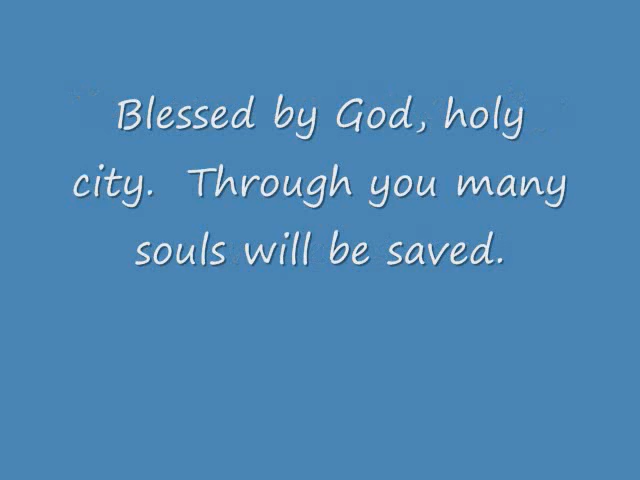 Blessed by God, holy
city.  Through you many
souls will be saved.